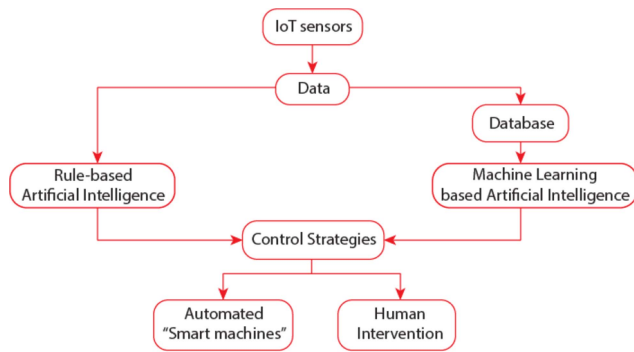 IoT sensors
Data
Database
Rule-based
Artificial Intelligence
Machine Learning
based Artificial Intelligence
Control Strategies
Automated
“Smart machines”
Human
Intervention